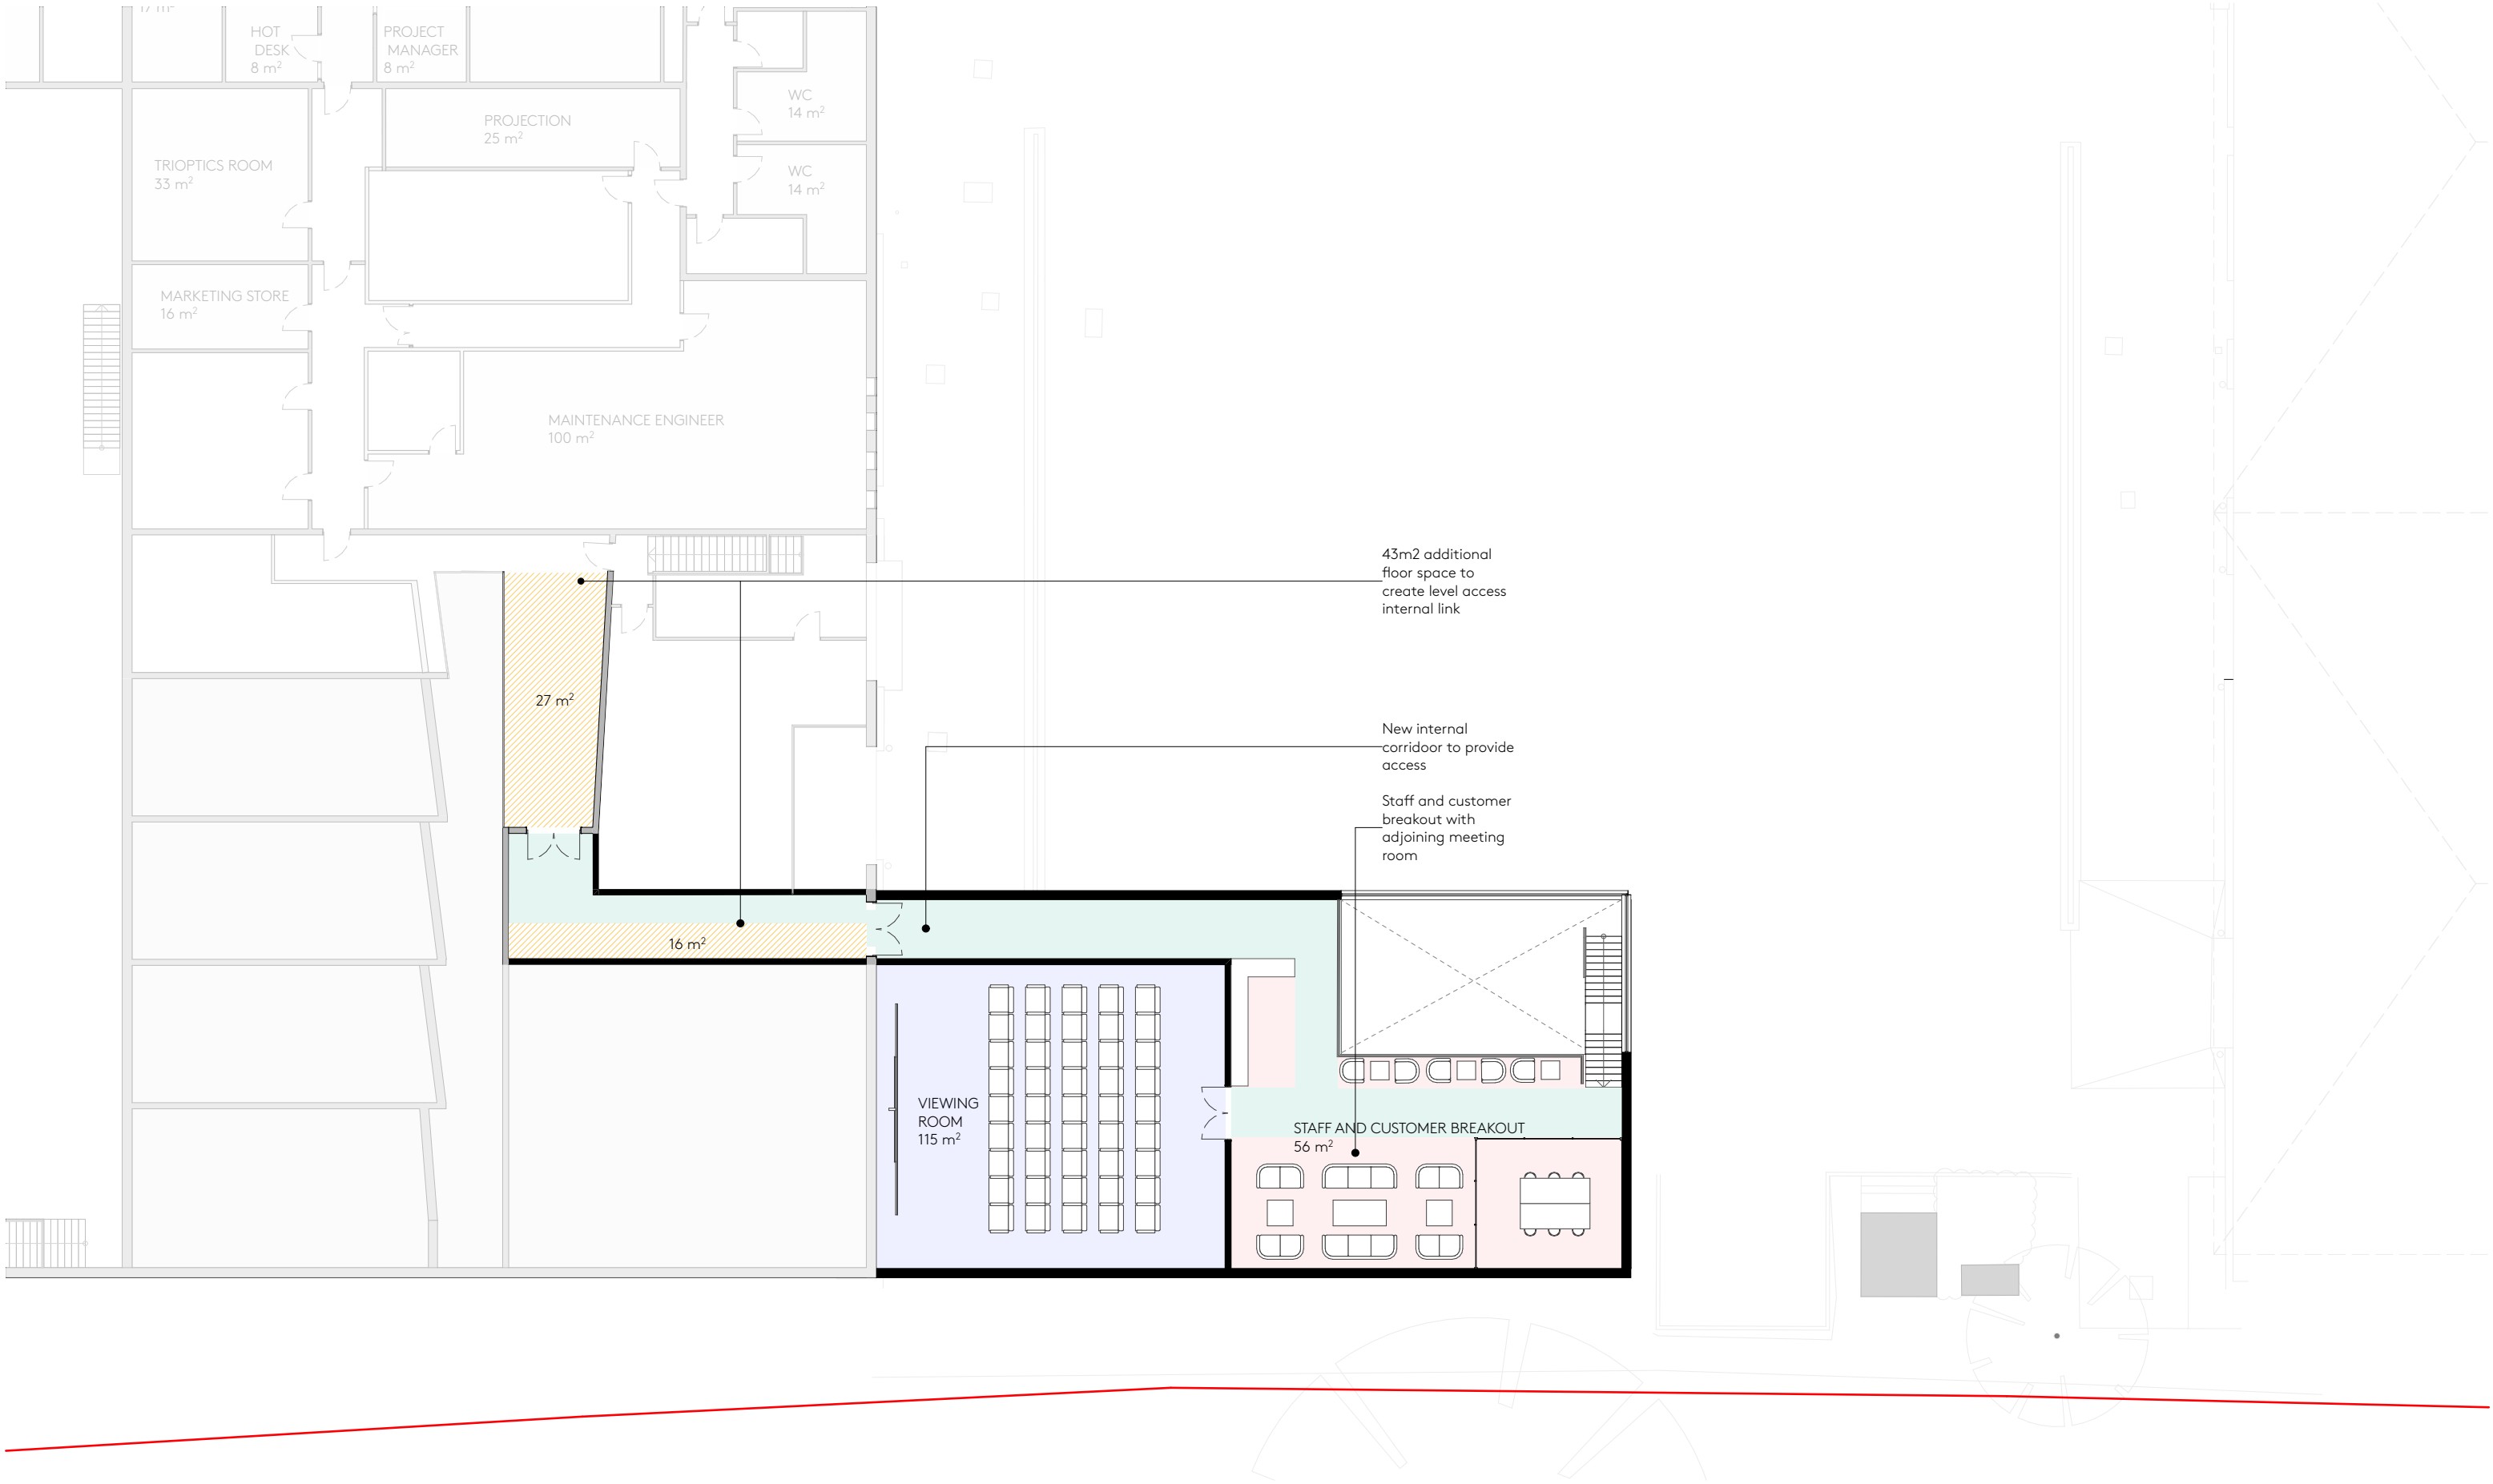 HOT
DESK
8 m²
PROJECT
MANAGER
8 m²
PROJECTION
25 m²
WC
14 m²
TRIOPTICS ROOM
33 m²
WC
14 m²
MARKETING STORE
16 m²
MAINTENANCE ENGINEER
100 m²
43m2 additional
floor space to
create level access
internal link
27 m²
New internal
corridoor to provide
access
Staff and customer
breakout with
adjoining meeting
room
16 m²
VIEWING
ROOM
115 m²
STAFF AND CUSTOMER BREAKOUT
56 m²